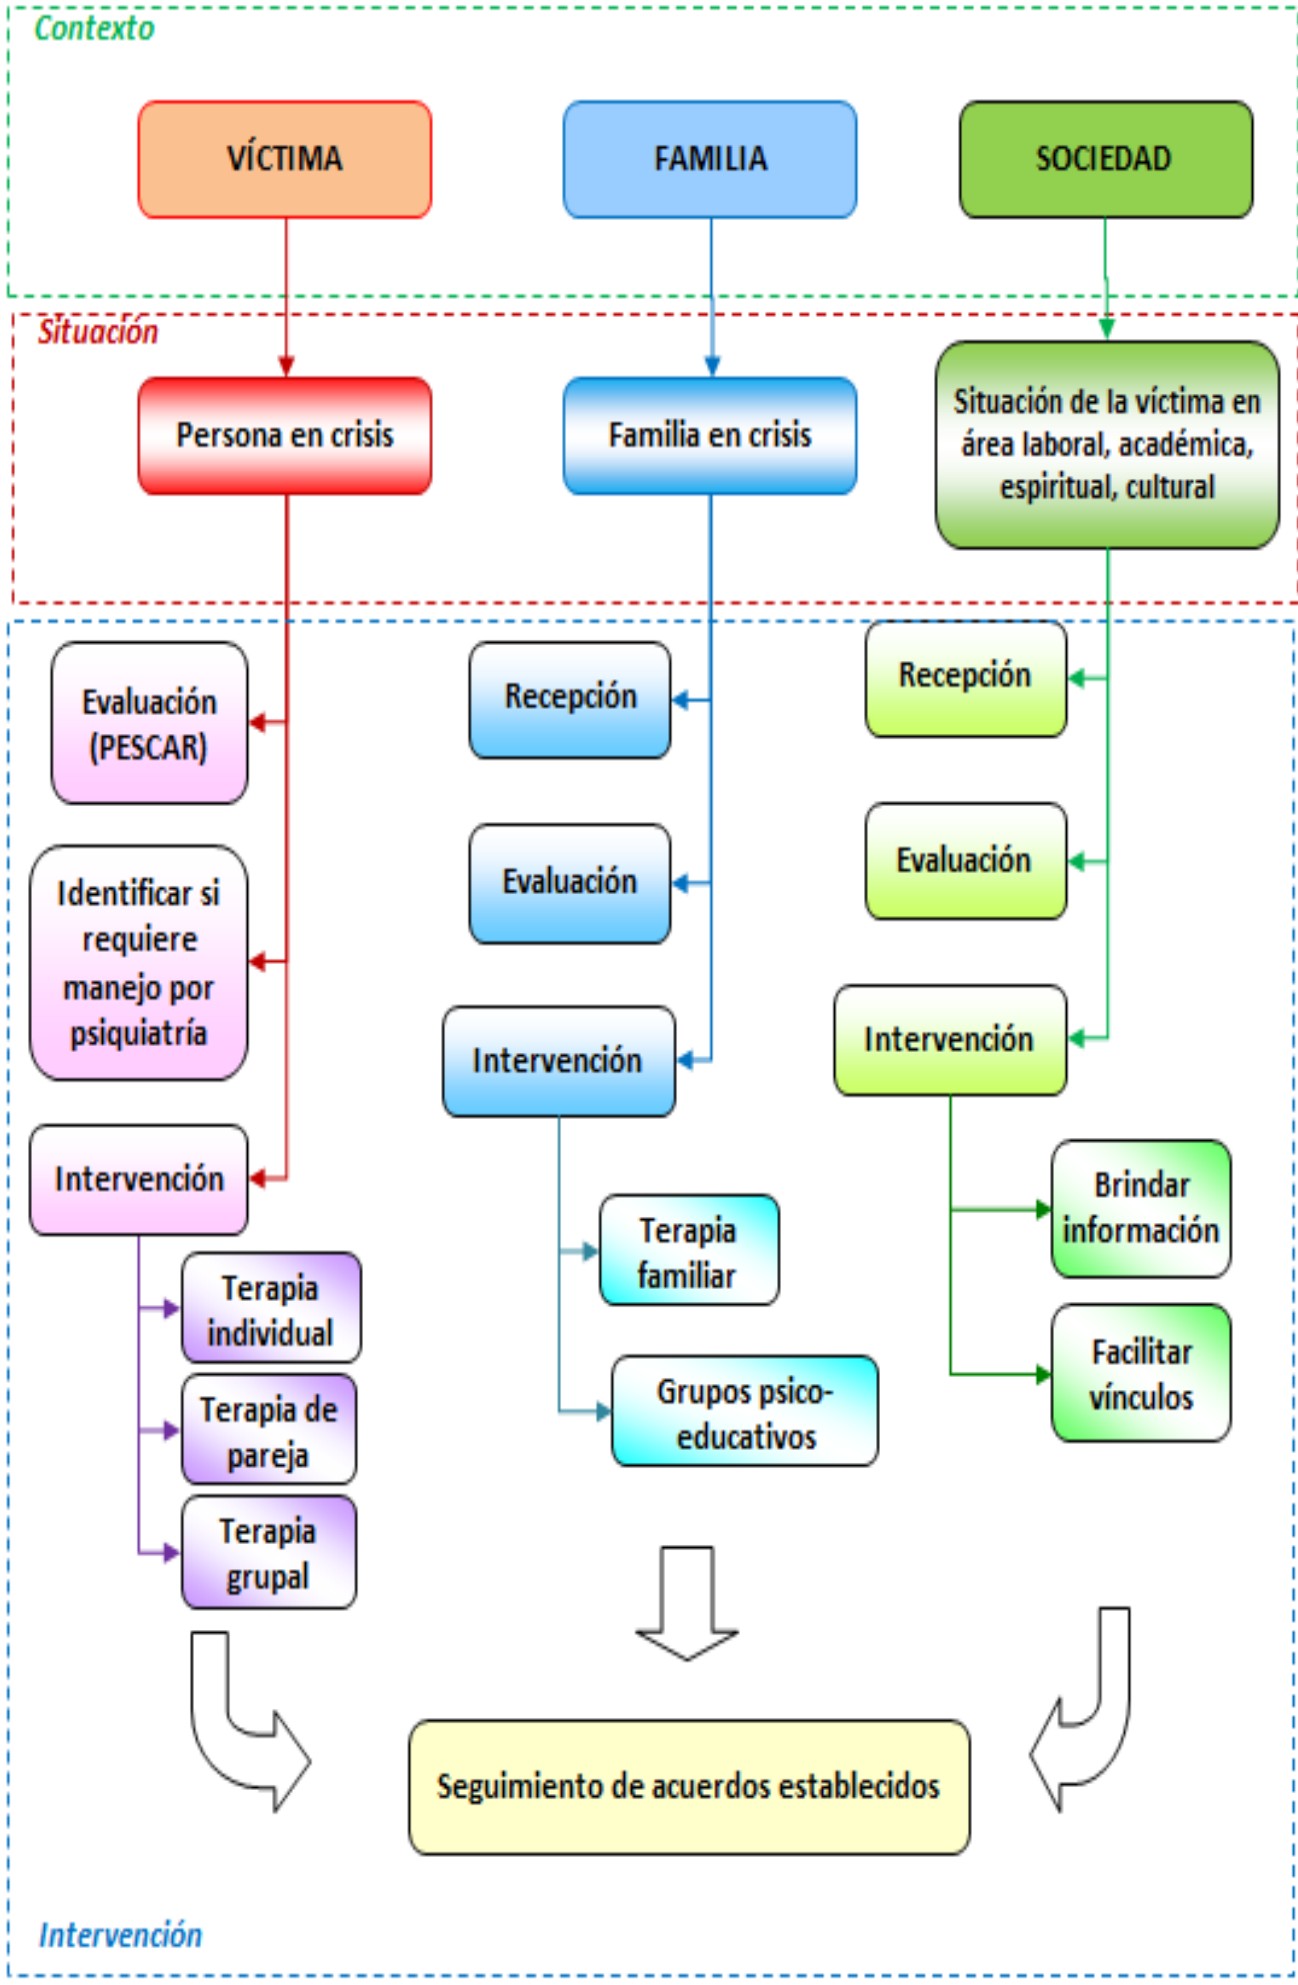 Contexto
VÍCTIMA
FAMILIA
SOCIEDAD
Situación
Persona en crisis
Familia en crisis
Situación de la víctima en
área laboral, académica,
espiritual, cultural
Evaluación
(PESCAR)
Identificar si
requiere
manejo por
psiquiatría
Intervención
Terapia
individual
Terapia de
pareja
Terapia
grupal
Recepción
Evaluación
Intervención
Terapia
familiar
Grupos psico-
educativos
Recepción
Evaluación
Intervención
Brindar
información
Facilitar
vínculos
Seguimiento de acuerdos establecidos
Intervención